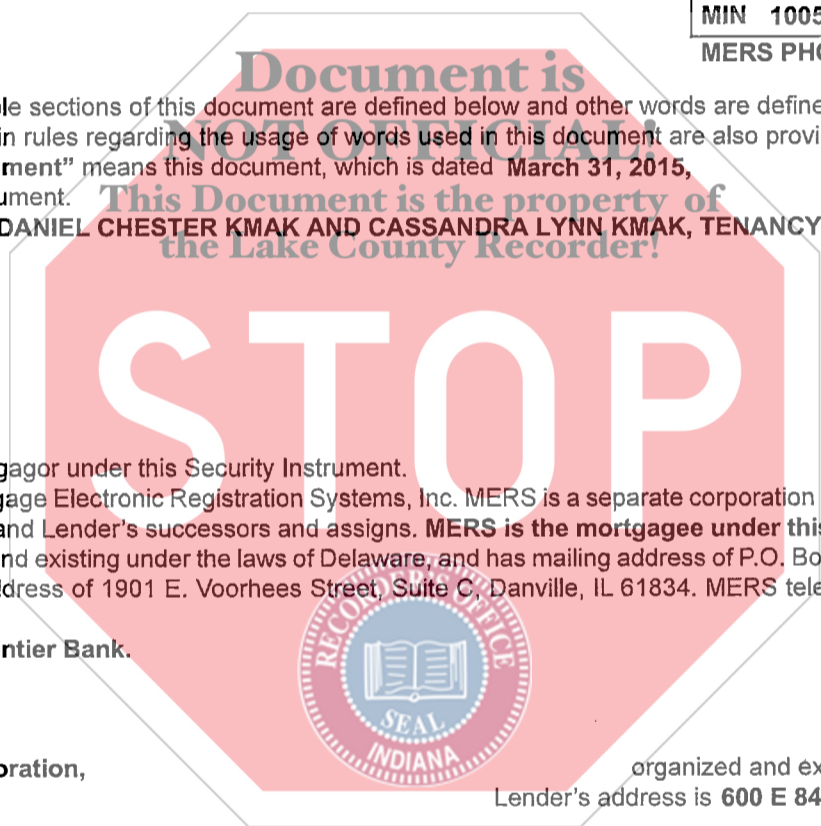 MIN 1005
MERS PHO
Document is
le sections of this document are defined below and other words are define
in rules regarding the usage of words used in this document are also provi
NOT OFFICIAL!
ment” means this document, which is dated March 31, 2015,
ument.
This Document is the property of
DANIEL CHESTER KMAK AND CASSANDRA LYNN KMAK, TENANCY
the Lake County Recorder!
STOP
gagor under this Security Instrument.
gage Electronic Registration Systems, Inc. MERS is a separate corporation
and Lender's successors and assigns. MERS is the mortgagee under this
nd existing under the laws of Delaware, and has mailing address of P.O. Bo
dress of 1901 E. Voorhees Street, Suite C, Danville, IL 61834. MERS tele
RECORDER'S OFFICE
ntier Bank.
SEAL
INDIANA
oration,
organized and ex
Lender's address is 600 E 84